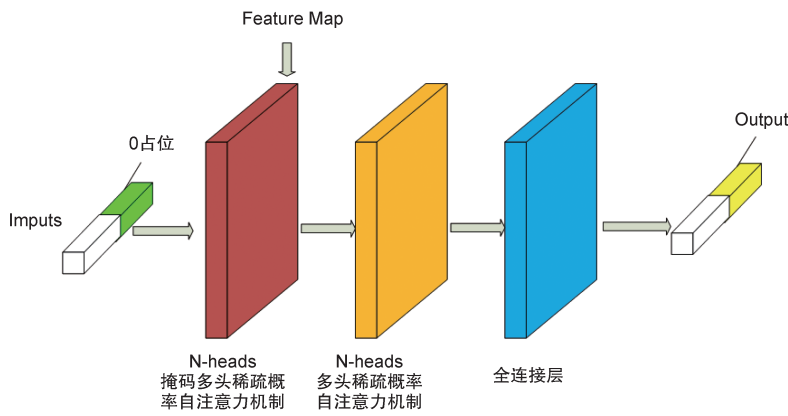 Feature Map
0占位
Output
Imputs
N-heads
掩码多头稀疏概
率自注意力机制
N-heads
多头稀疏概率
自注意力机制
全连接层